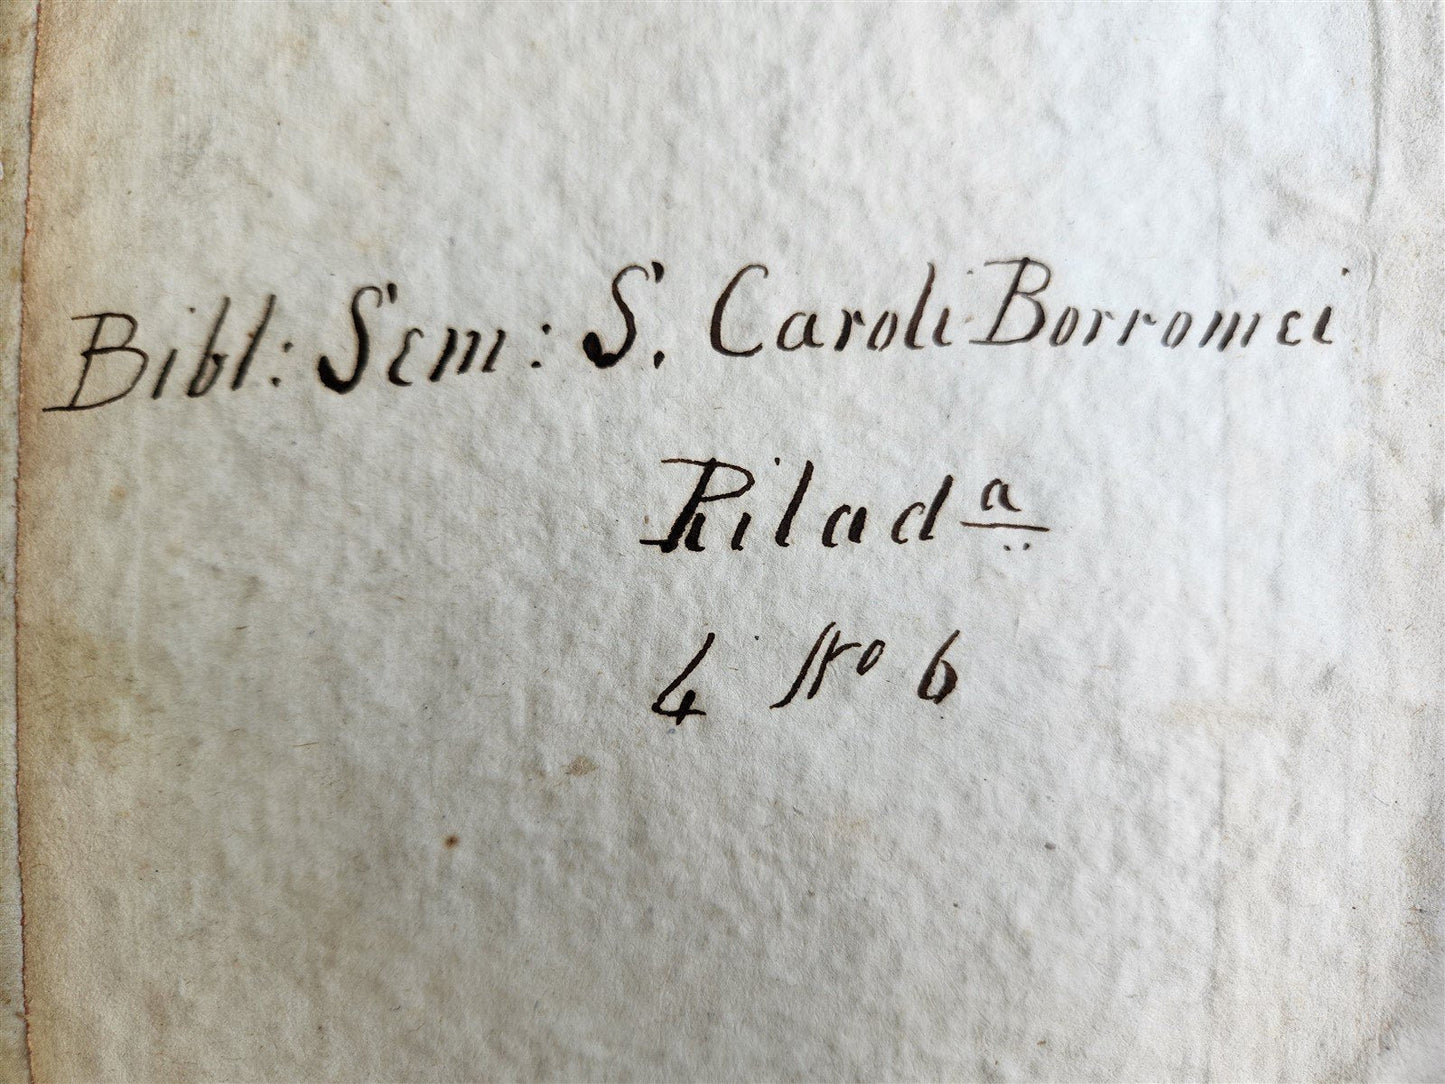 Bibl: Sem: S. Caroli Borromei
Philadᵃ
4 No 6